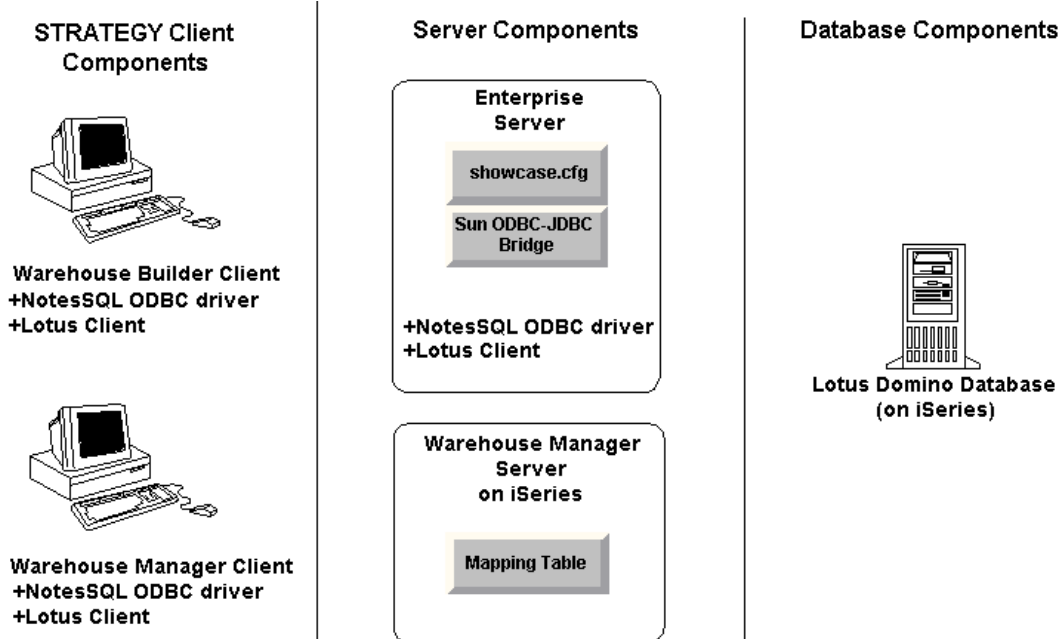 STRATEGY Client
Components
Warehouse Builder Client
+NotesSQL ODBC driver
+Lotus Client
Warehouse Manager Client
+NotesSQL ODBC driver
+Lotus Client
Server Components
Enterprise
Server
showcase.cfg
Sun ODBC-JDBC
Bridge
+NotesSQL ODBC driver
+Lotus Client
Warehouse Manager
Server
on iSeries
Mapping Table
Database Components
Lotus Domino Database
(on iSeries)